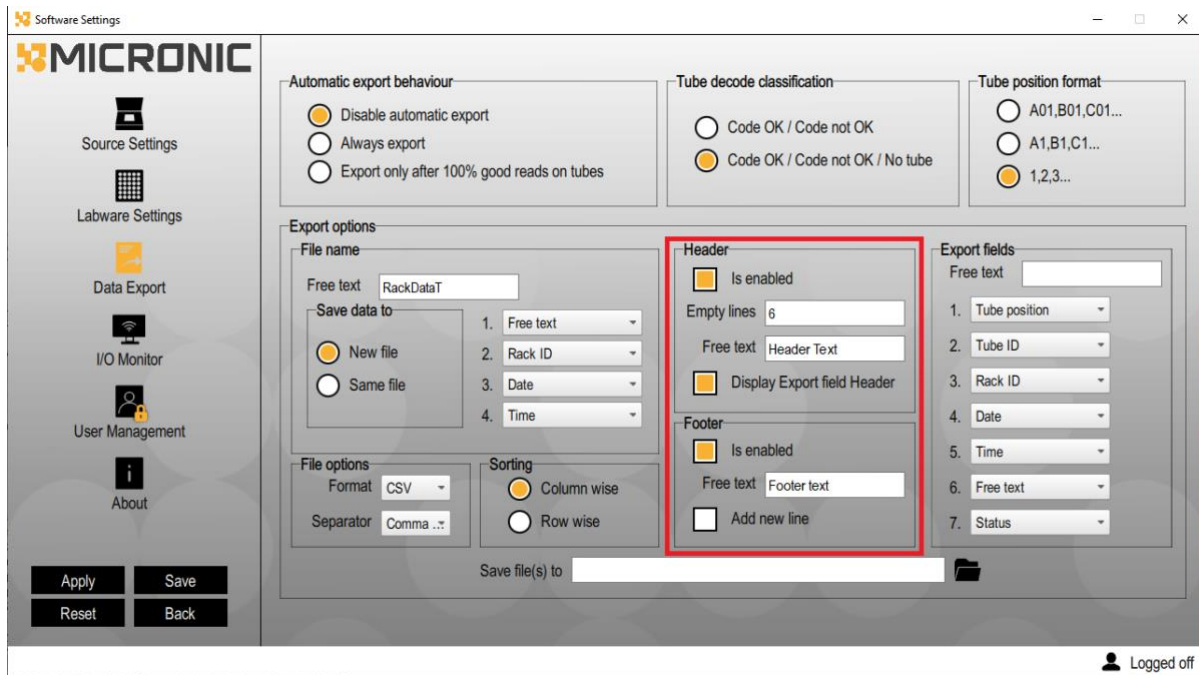 Software Settings
MICRONIC
Source Settings
Labware Settings
Data Export
I/O Monitor
User Management
About
Apply
Save
Reset
Back
Automatic export behaviour
Disable automatic export
Always export
Export only after 100% good reads on tubes
Tube decode classification
Code OK / Code not OK
Code OK / Code not OK / No tube
Tube position format
A01,B01,C01...
A1,B1,C1...
1,2,3...
Export options
File name
Free text RackDataT
Save data to
New file
Same file
1. Free text
2. Rack ID
3. Date
4. Time
File options
Format CSV
Separator Comma ..
Sorting
Column wise
Row wise
Header
Is enabled
Empty lines 6
Free text Header Text
Display Export field Header
Footer
Is enabled
Free text Footer text
Add new line
Export fields
Free text
1. Tube position
2. Tube ID
3. Rack ID
4. Date
5. Time
6. Free text
7. Status
Save file(s) to
Logged off